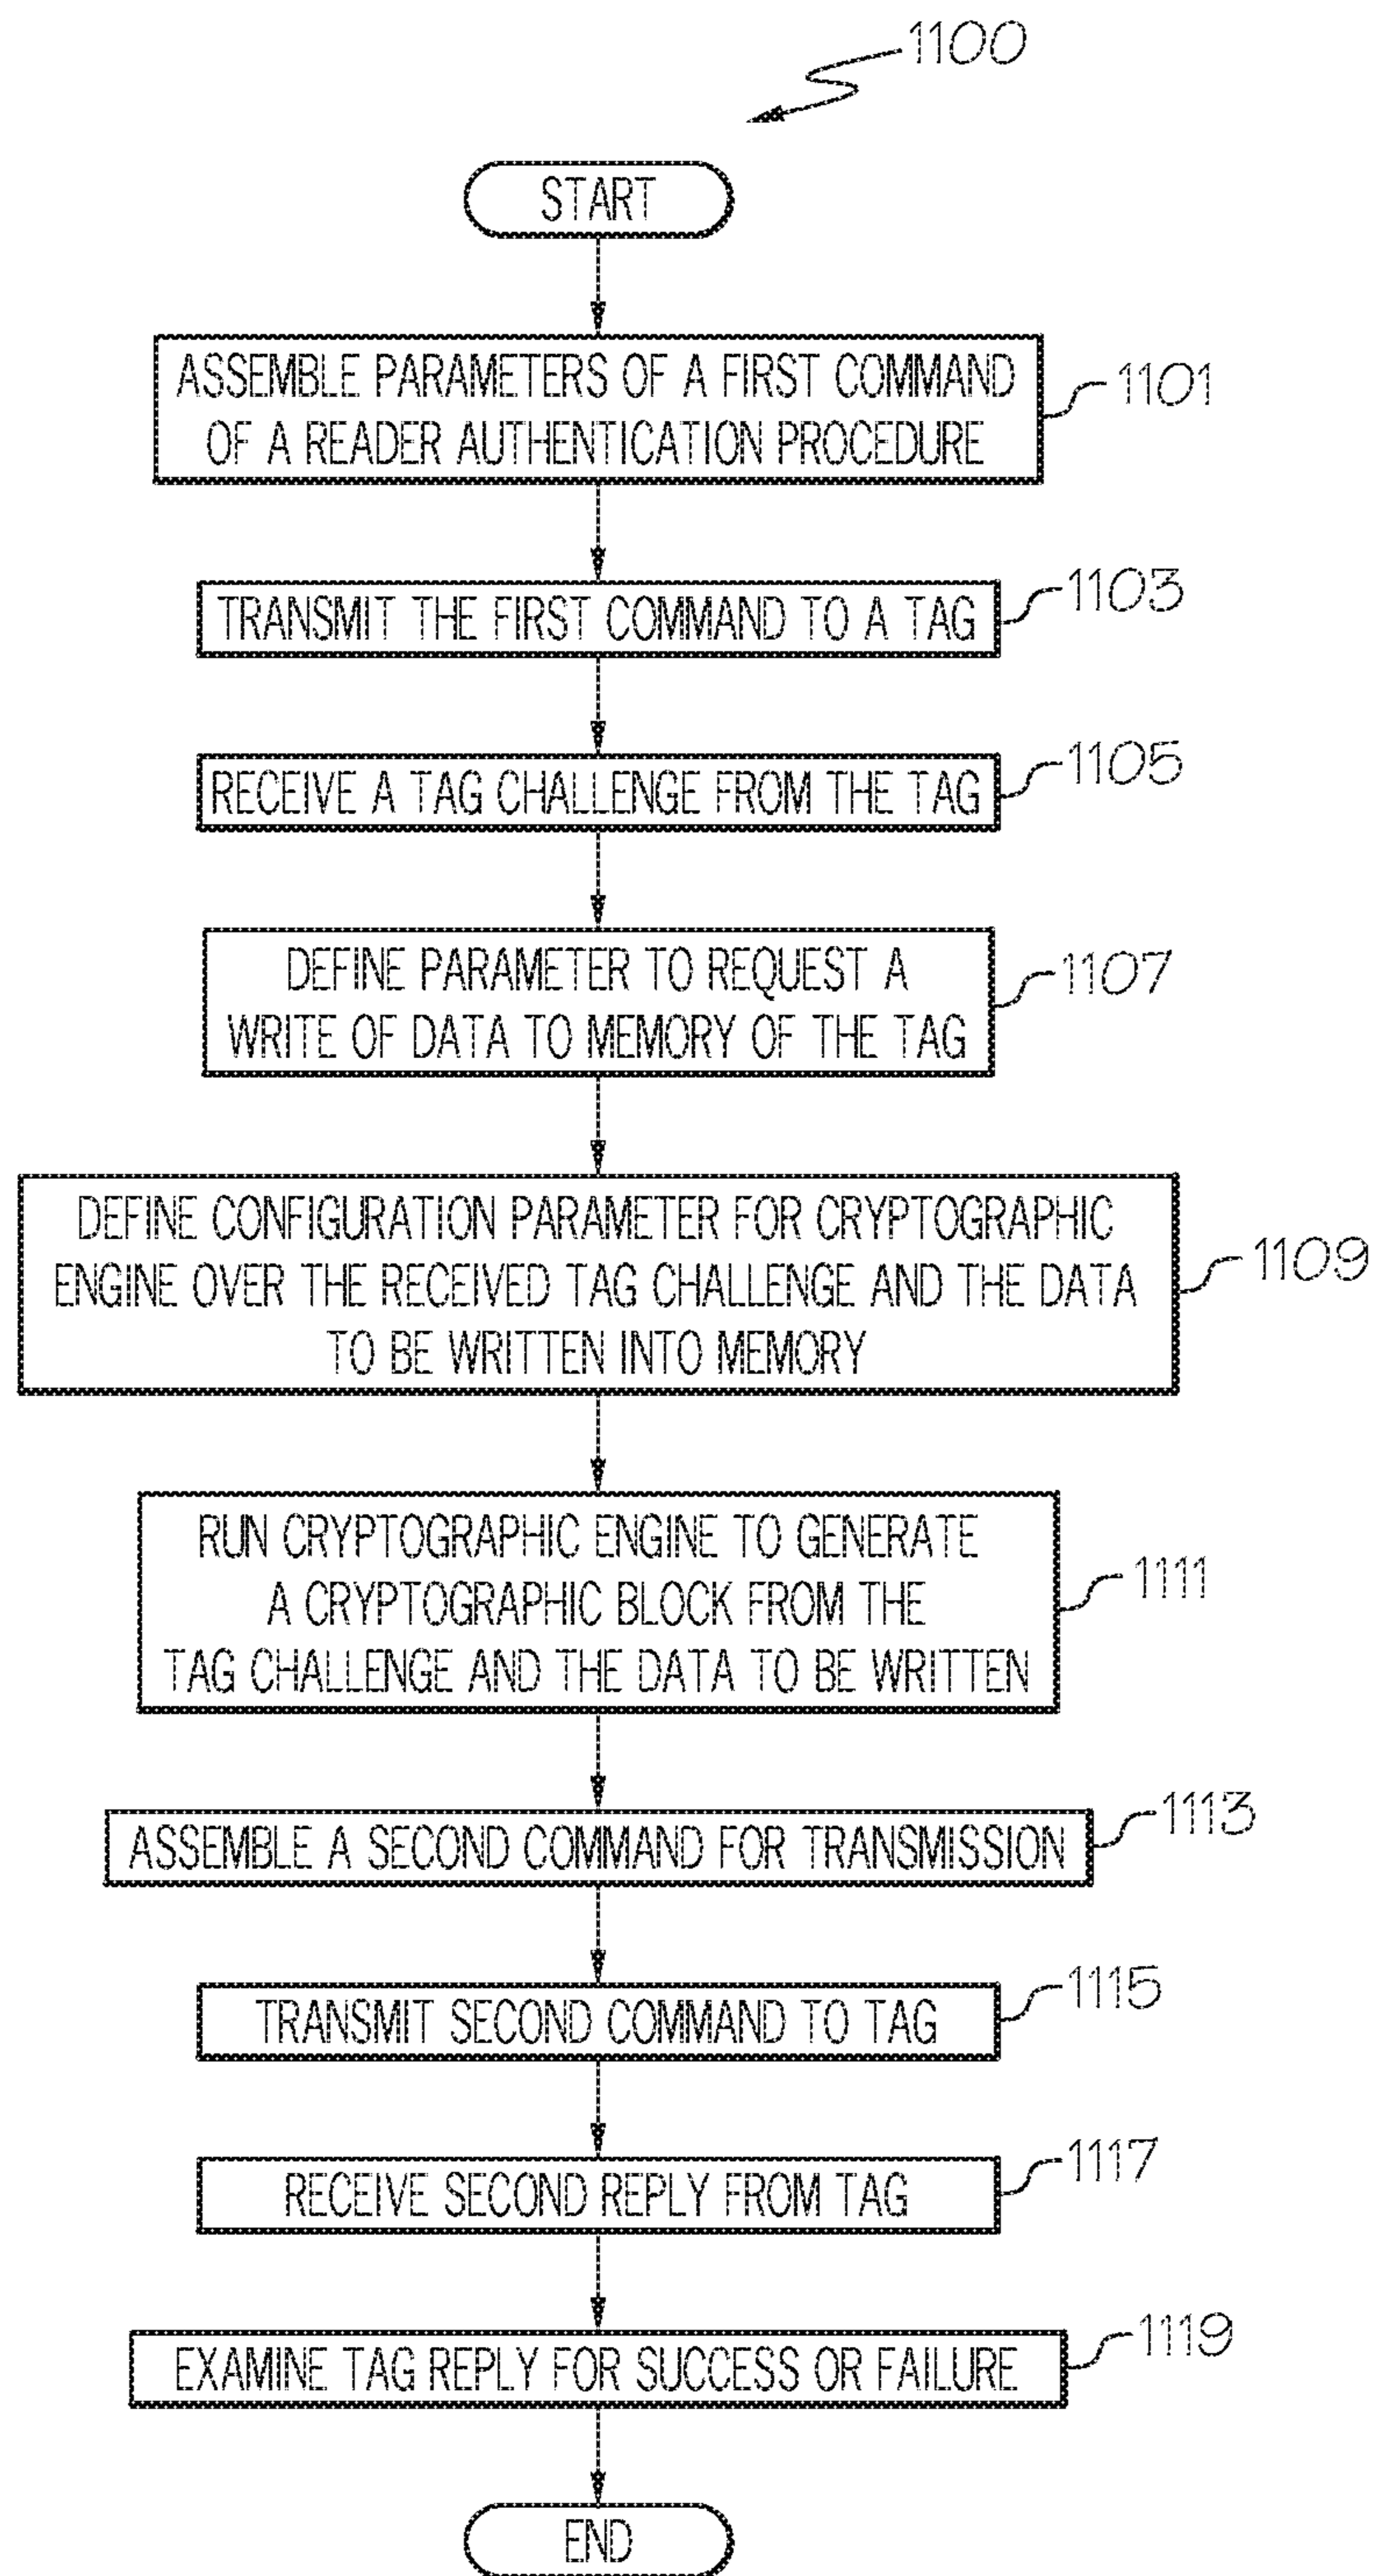 1100
START
ASSEMBLE PARAMETERS OF A FIRST COMMAND
OF A READER AUTHENTICATION PROCEDURE
1101
TRANSMIT THE FIRST COMMAND TO A TAG
1103
RECEIVE A TAG CHALLENGE FROM THE TAG
1105
DEFINE PARAMETER TO REQUEST A
WRITE OF DATA TO MEMORY OF THE TAG
1107
DEFINE CONFIGURATION PARAMETER FOR CRYPTOGRAPHIC
ENGINE OVER THE RECEIVED TAG CHALLENGE AND THE DATA
TO BE WRITTEN INTO MEMORY
1109
RUN CRYPTOGRAPHIC ENGINE TO GENERATE
A CRYPTOGRAPHIC BLOCK FROM THE
TAG CHALLENGE AND THE DATA TO BE WRITTEN
1111
ASSEMBLE A SECOND COMMAND FOR TRANSMISSION
1113
TRANSMIT SECOND COMMAND TO TAG
1115
RECEIVE SECOND REPLY FROM TAG
1117
EXAMINE TAG REPLY FOR SUCCESS OR FAILURE
1119
END